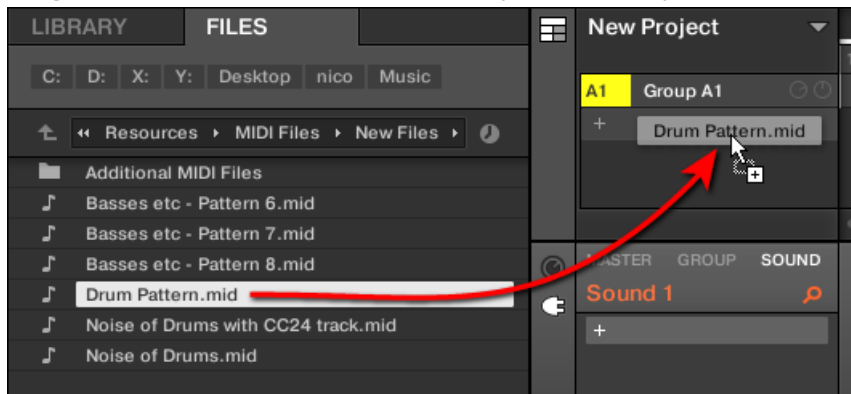 LIBRARY FILES
C: D: X: Y: Desktop nico Music
Resources MIDI Files New Files
Additional MIDI Files
Basses etc - Pattern 6.mid
Basses etc - Pattern 7.mid
Basses etc - Pattern 8.mid
Drum Pattern.mid
Noise of Drums with CC24 track.mid
Noise of Drums.mid
New Project
A1 Group A1
+ Drum Pattern.mid
MASTER GROUP SOUND
Sound 1
+